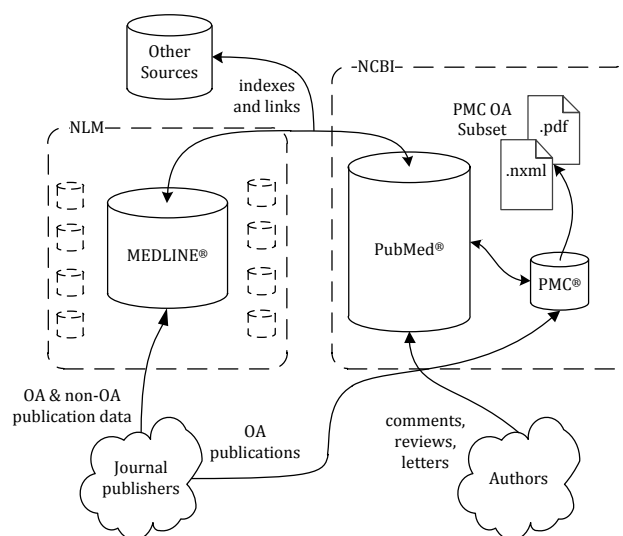 Other
Sources
indexes
and links
NCBI
PMC OA
Subset
.pdf
.nxml
NLM
MEDLINE®
PubMed®
PMC®
OA & non-OA
publication data
OA
publications
comments,
reviews,
letters
Journal
publishers
Authors